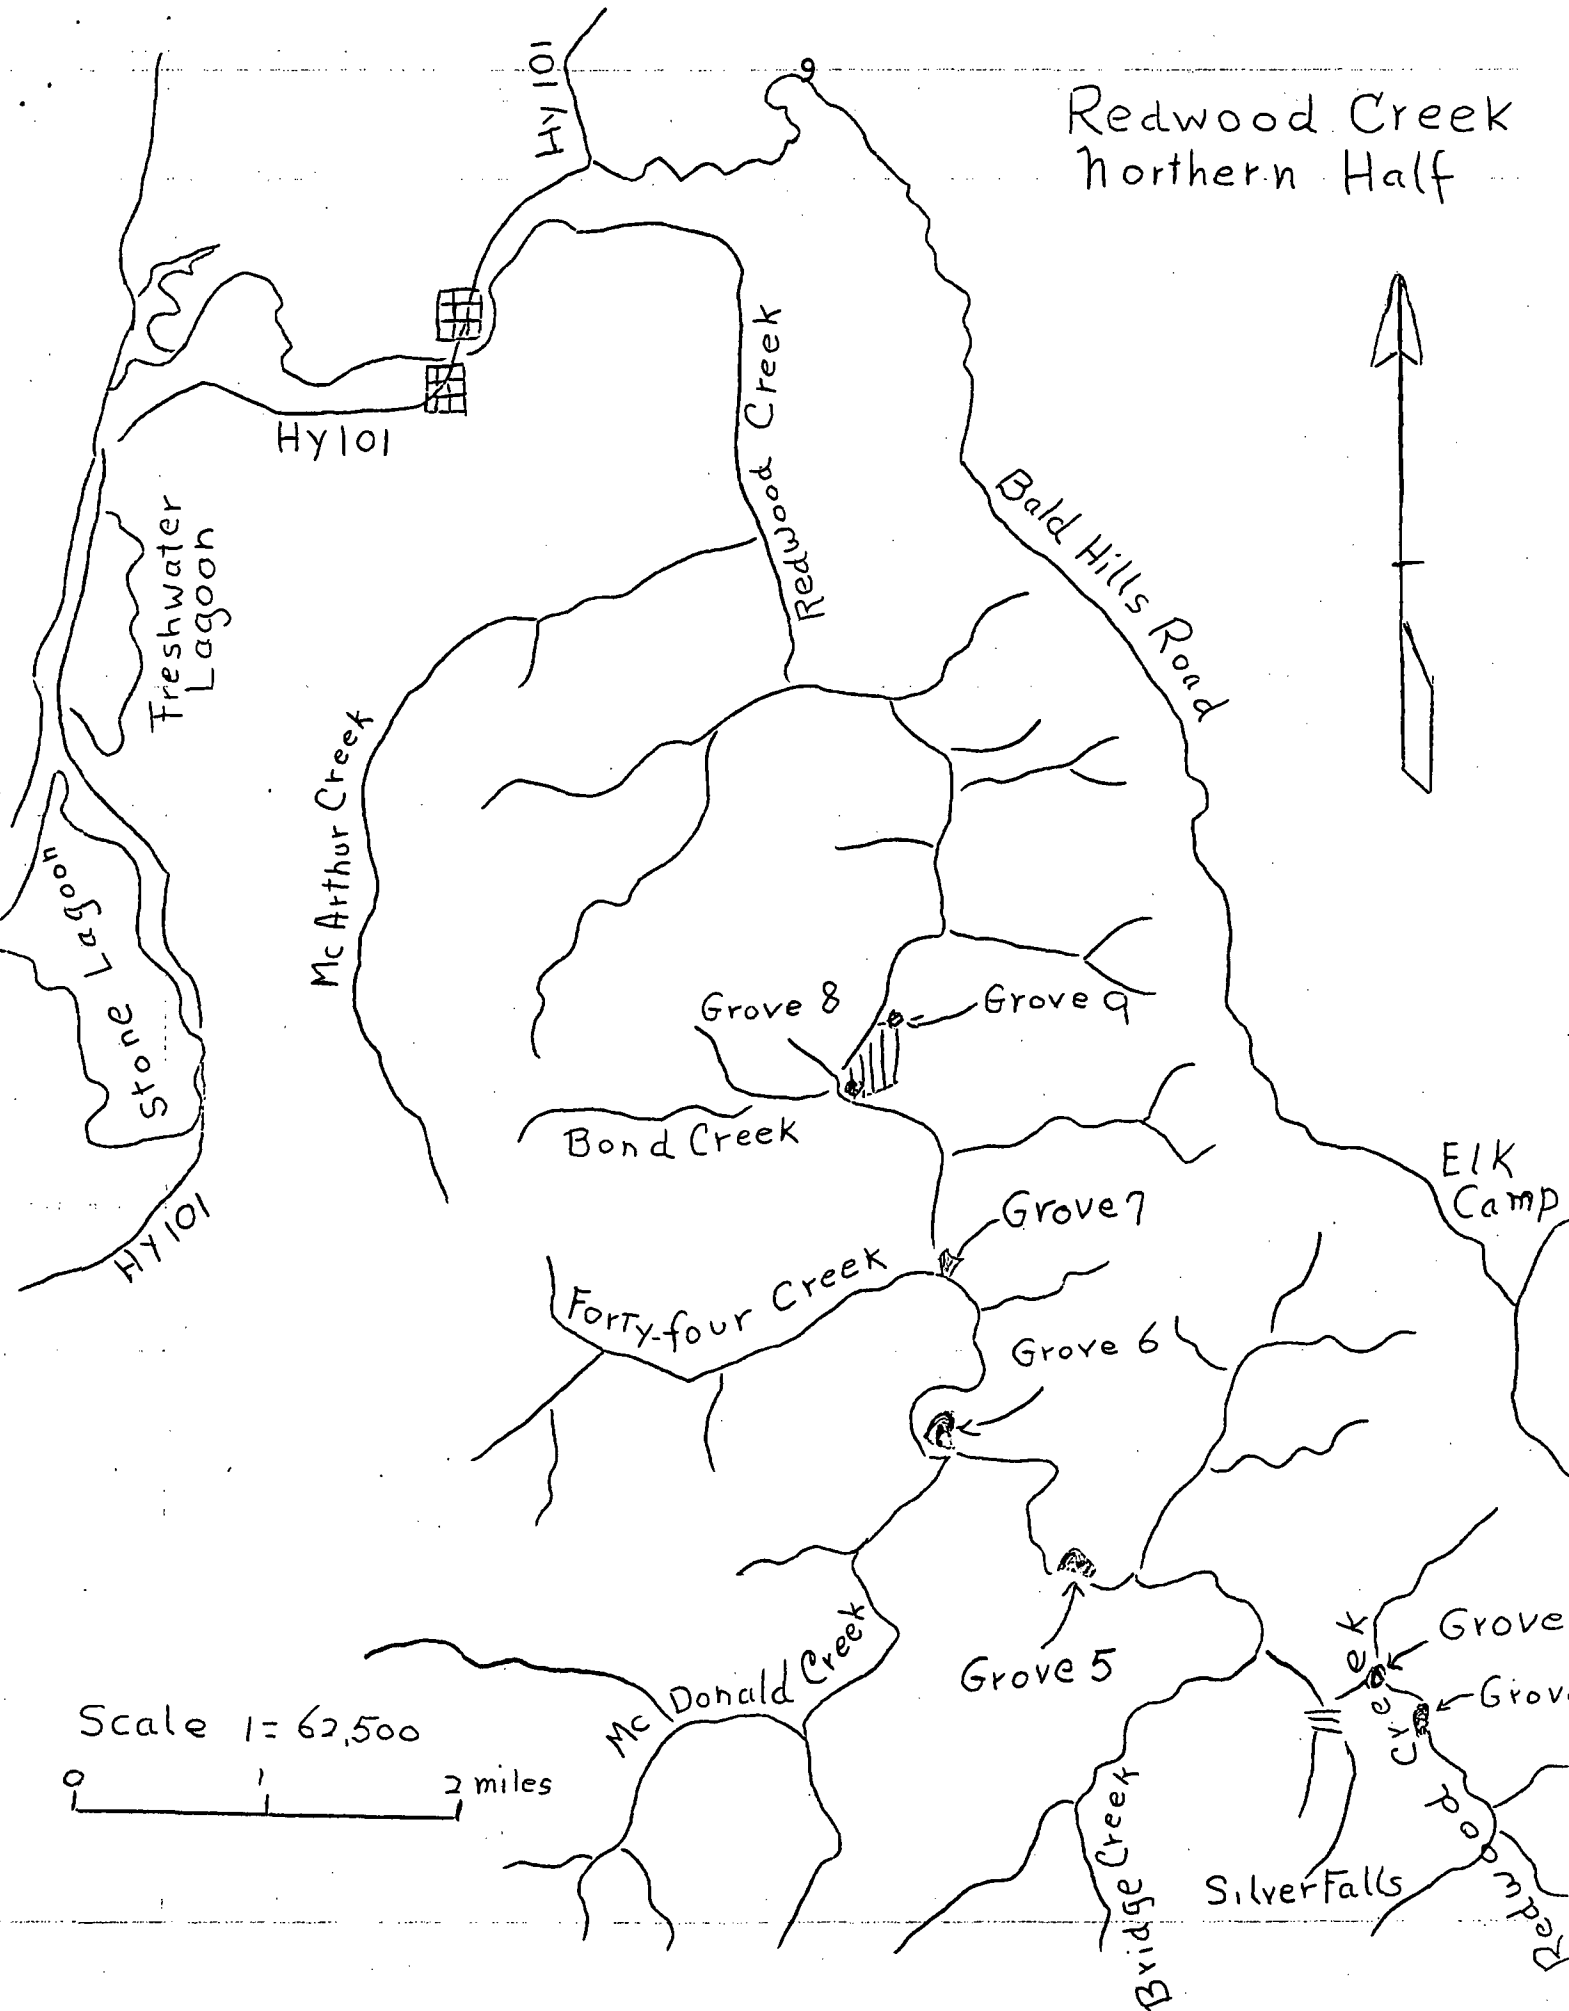 Redwood Creek
Northern Half
Hy 101
Hy 101
Redwood Creek
Bald Hills Road
Freshwater
Lagoon
McArthur Creek
Stone Lagoon
Grove 8
Grove 9
Bond Creek
Elk
Camp
Grove 7
Hy 101
Forty-four Creek
Grove 6
Grove 5
Grove
Grov
Mc Donald Creek
Scale 1 = 62,500
0 1 2 miles
Bridge Creek
Silver Falls
Redwood Creek